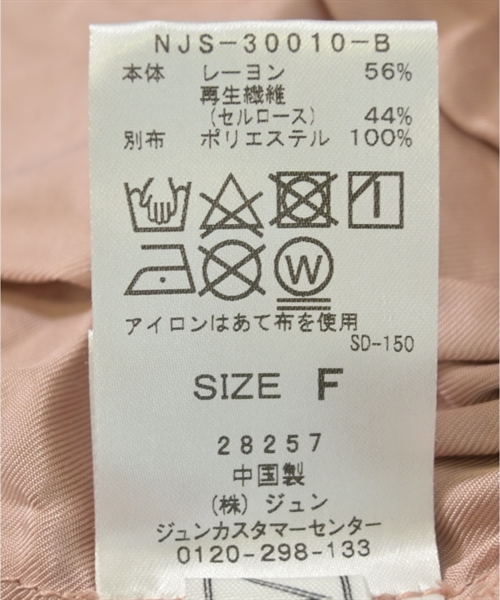 NJS-30010-B
本体 レーヨン 56%
再生繊維
(セルロース) 44%
別布 ポリエステル 100%
W
アイロンはあて布を使用
SD-150
SIZE F
28257
中国製
(株) ジュン
ジュンカスタマーセンター
0120-298-133